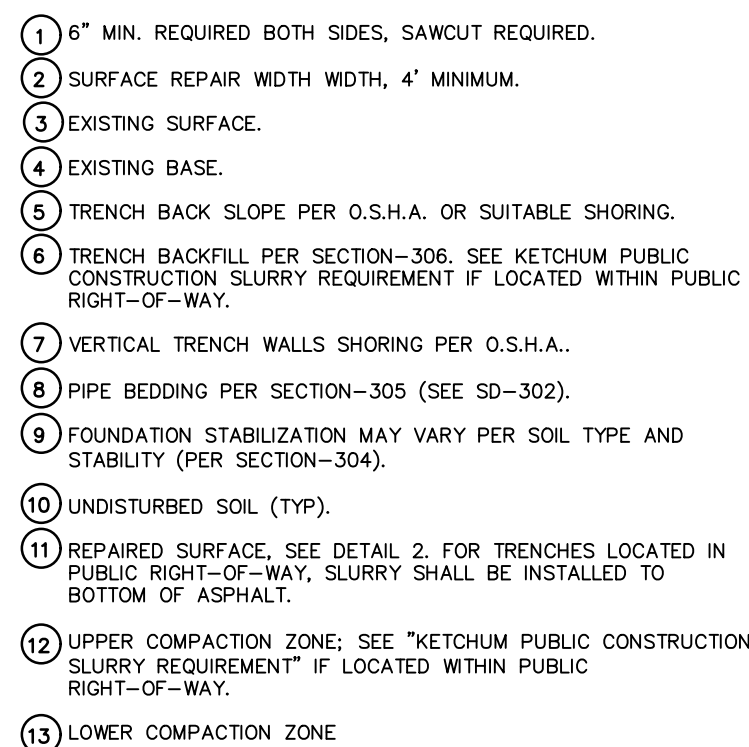 1 6" MIN. REQUIRED BOTH SIDES, SAWCUT REQUIRED.
2 SURFACE REPAIR WIDTH WIDTH, 4' MINIMUM.
3 EXISTING SURFACE.
4 EXISTING BASE.
5 TRENCH BACK SLOPE PER O.S.H.A. OR SUITABLE SHORING.
6 TRENCH BACKFILL PER SECTION-306. SEE KETCHUM PUBLIC
CONSTRUCTION SLURRY REQUIREMENT IF LOCATED WITHIN PUBLIC
RIGHT-OF-WAY.
7 VERTICAL TRENCH WALLS SHORING PER O.S.H.A..
8 PIPE BEDDING PER SECTION-305 (SEE SD-302).
9 FOUNDATION STABILIZATION MAY VARY PER SOIL TYPE AND
STABILITY (PER SECTION-304).
10 UNDISTURBED SOIL (TYP).
11 REPAIRED SURFACE, SEE DETAIL 2. FOR TRENCHES LOCATED IN
PUBLIC RIGHT-OF-WAY, SLURRY SHALL BE INSTALLED TO
BOTTOM OF ASPHALT.
12 UPPER COMPACTION ZONE; SEE "KETCHUM PUBLIC CONSTRUCTION
SLURRY REQUIREMENT" IF LOCATED WITHIN PUBLIC
RIGHT-OF-WAY.
13 LOWER COMPACTION ZONE